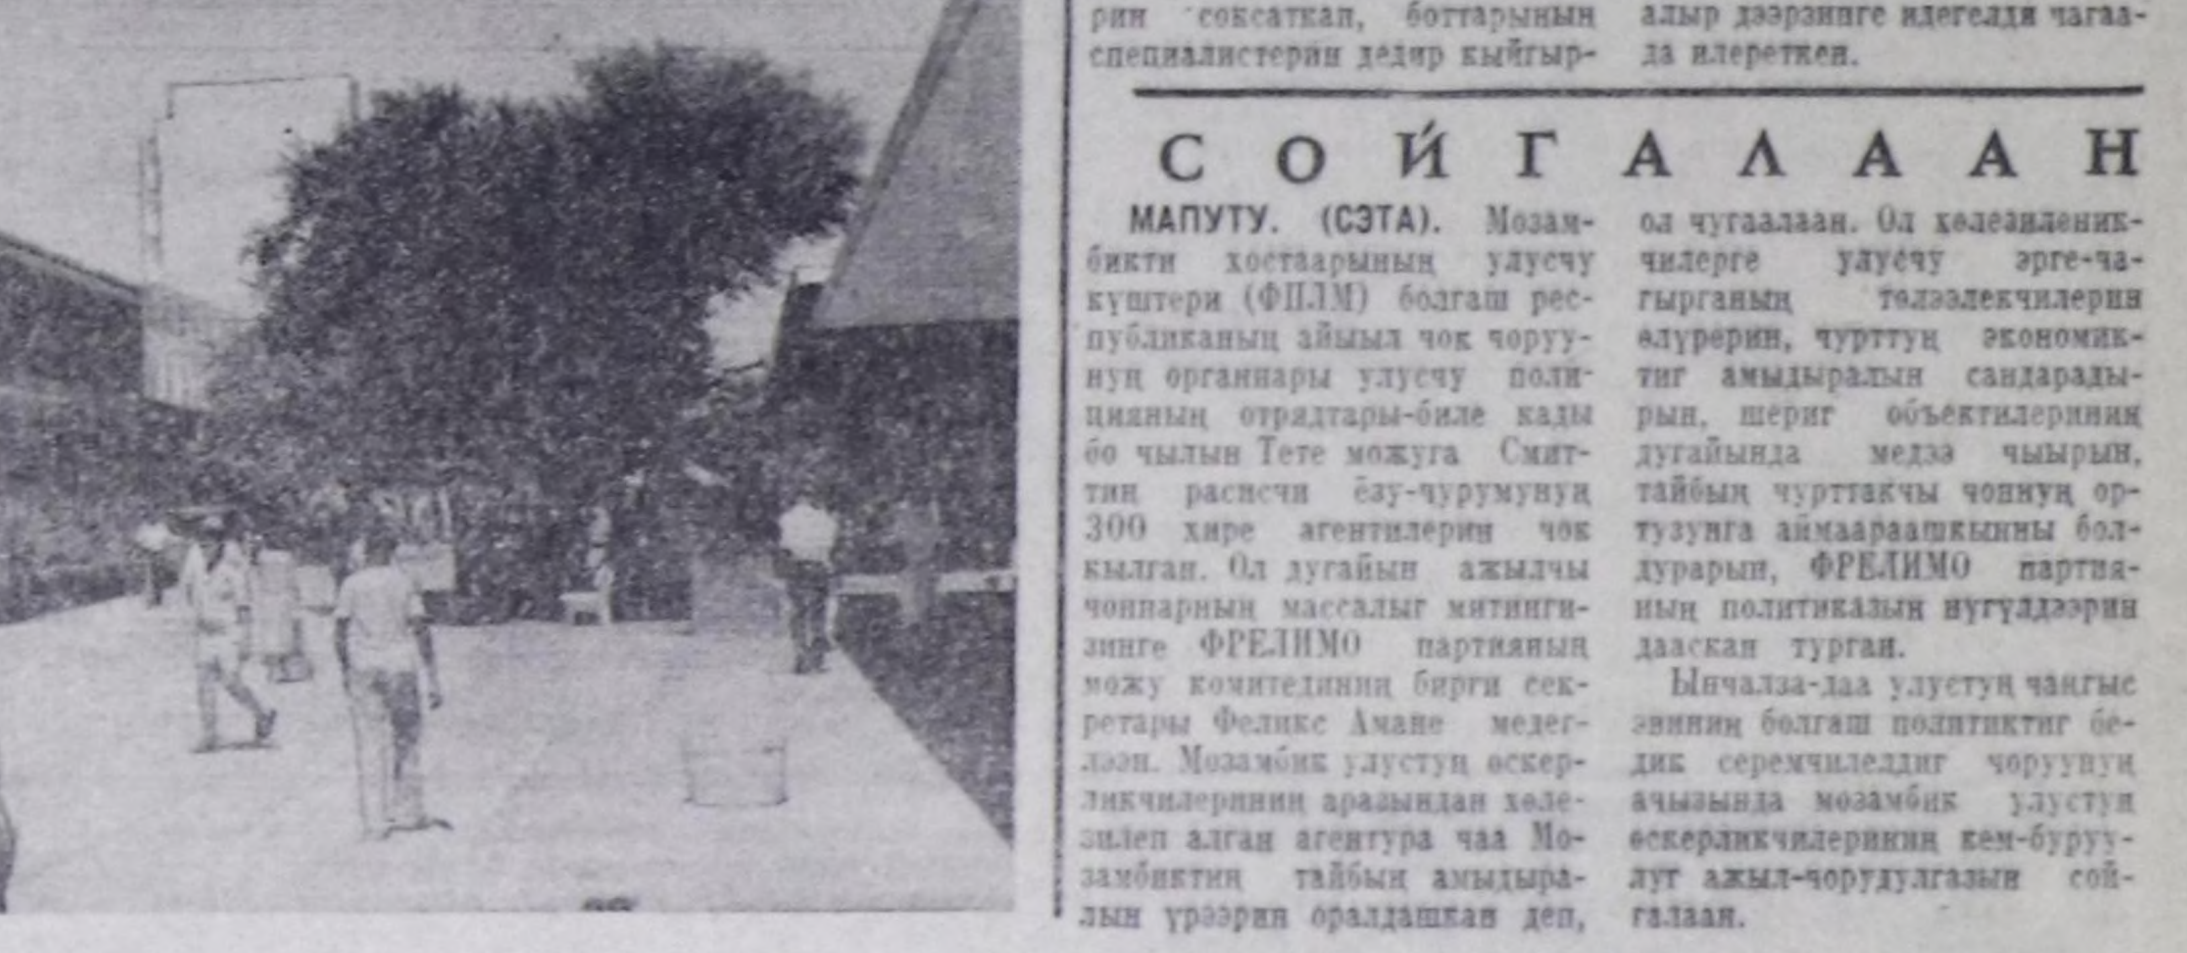 рин соксаткап, боттарының
специалистерин дедир кыйгыр-
алыр дээрзинге идегелди чагаа-
да илереткен.
СОЙГАЛААН
МАПУТУ. (СЭТА). Мозам-
бикти хостаарының улусчу
күштери (ФПЛМ) болгаш рес-
публиканың айыыл чок чоруу-
нуң органнары улусчу поли-
цияның отрядтары-биле кады
бо чылын Тете можуга Смит-
тиң расисчи ёзу-чурумунуң
300 хире агентилерин чок
кылган. Ол дугайын ажылчы
чоннарның массалыг митинги-
зинге ФРЕЛИМО партияның
можу комитединиң бирги сек-
ретары Феликс Амане медег-
лээн. Мозамбик улустуң өскер-
ликчилериниң аразындан хөле-
зилеп алган агентура чаа Мо-
замбиктиң тайбың амыдыра-
лын үрээрин оралдашкан деп,
ол чугаалаан. Ол хөлезиленик-
чилерге улусчу эрге-ча-
гырганың төлээлекчилерин
өлүрерин, чурттуң экономик-
тиг амыдыралын сандарады-
рын, шериг объектилериниң
дугайында медээ чыырын,
тайбың чурттакчы чоннуң ор-
тузунга аймаараашкынны бол-
дурарын, ФРЕЛИМО партия-
ның политиказын нүгүлдээрин
дааскан турган.
Ынчалза-даа улустуң чаңгыс
эвиниң болгаш политиктиг бе-
дик серемчилелдиг чоруунуң
ачызында мозамбик улустуң
өскерликчилериниң кем-буруу-
луг ажыл-чорудулгазын сой-
галаан.